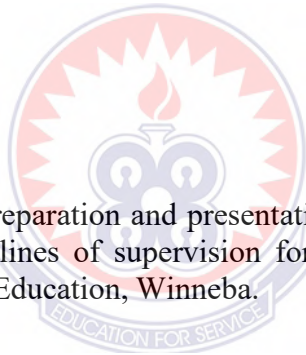 reparation and presentati
lines of supervision for
Education, Winneba.
EDUCATION FOR SERVICE